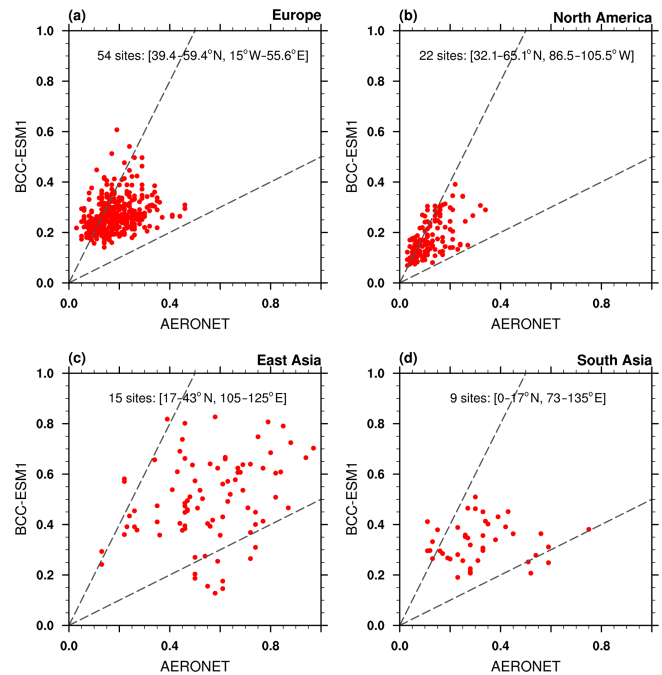 (a) Europe
54 sites: [39.4–59.4°N, 15°W–55.6°E]
1.0
0.8
0.6
0.4
0.2
0.0
BCC-ESM1
0.0 0.4 0.8
AERONET
(b) North America
22 sites: [32.1–65.1°N, 86.5–105.5°W]
1.0
0.8
0.6
0.4
0.2
0.0
BCC-ESM1
0.0 0.4 0.8
AERONET
(c) East Asia
15 sites: [17–43°N, 105–125°E]
1.0
0.8
0.6
0.4
0.2
0.0
BCC-ESM1
0.0 0.4 0.8
AERONET
(d) South Asia
9 sites: [0–17°N, 73–135°E]
1.0
0.8
0.6
0.4
0.2
0.0
BCC-ESM1
0.0 0.4 0.8
AERONET